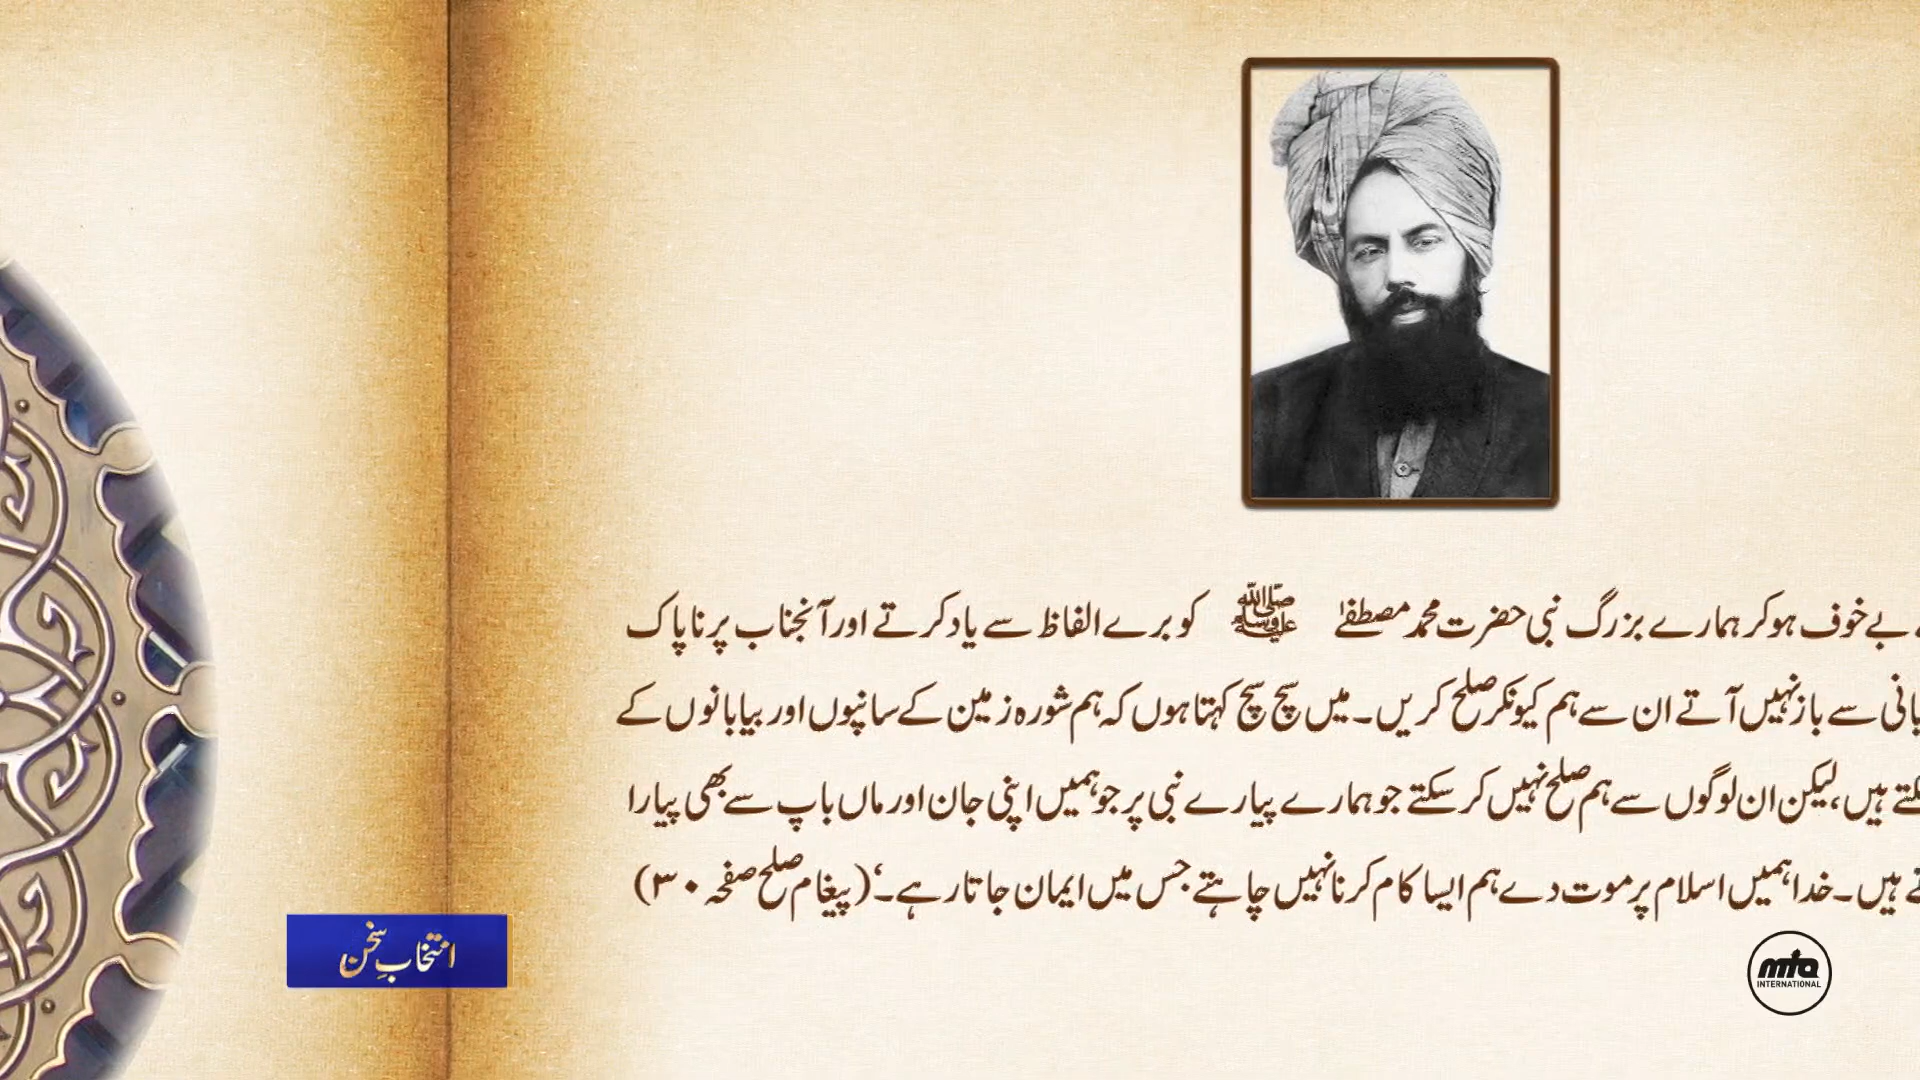 بے خوف ہو کر ہمارے بزرگ نبی حضرت محمد مصطفےٰ ﷺ کو برے الفاظ سے یاد کرتے اور آنجناب پر ناپاک
سے باز نہیں آتے ان سے ہم کیونکر صلح کریں۔ میں سچ سچ کہتا ہوں کہ ہم شورہ زمین کے سانپوں اور بیابانوں کے
ہیں، لیکن ان لوگوں سے ہم صلح نہیں کر سکتے جو ہمارے پیارے نبی پر جو ہمیں اپنی جان اور ماں باپ سے بھی پیارا
ہیں۔ خدا ہمیں اسلام پر موت دے ہم ایسا کام کرنا نہیں چاہتے جس میں ایمان جاتا رہے۔‘ (پیغام صلح صفحہ ۳۰)
انتخابِ سخن
mta
INTERNATIONAL